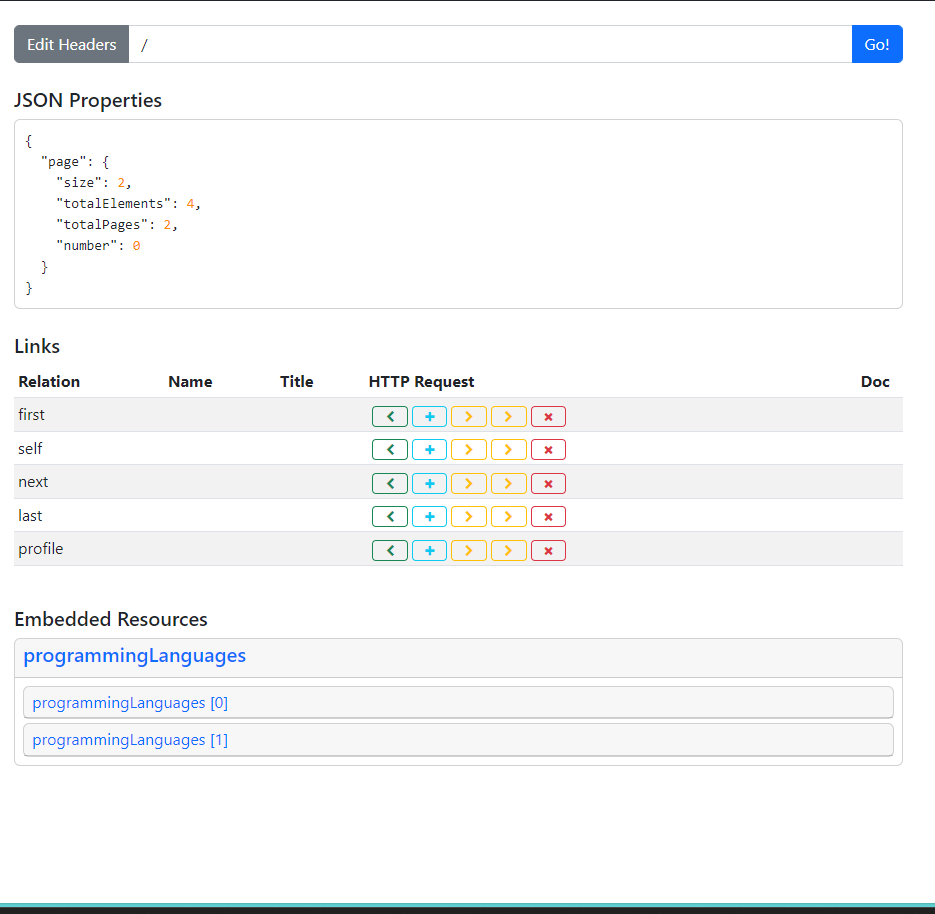 Edit Headers / Go!
JSON Properties
{
"page": {
"size": 2,
"totalElements": 4,
"totalPages": 2,
"number": 0
}
}
Links
Relation Name Title HTTP Request Doc
first
self
next
last
profile
Embedded Resources
programmingLanguages
programmingLanguages [0]
programmingLanguages [1]